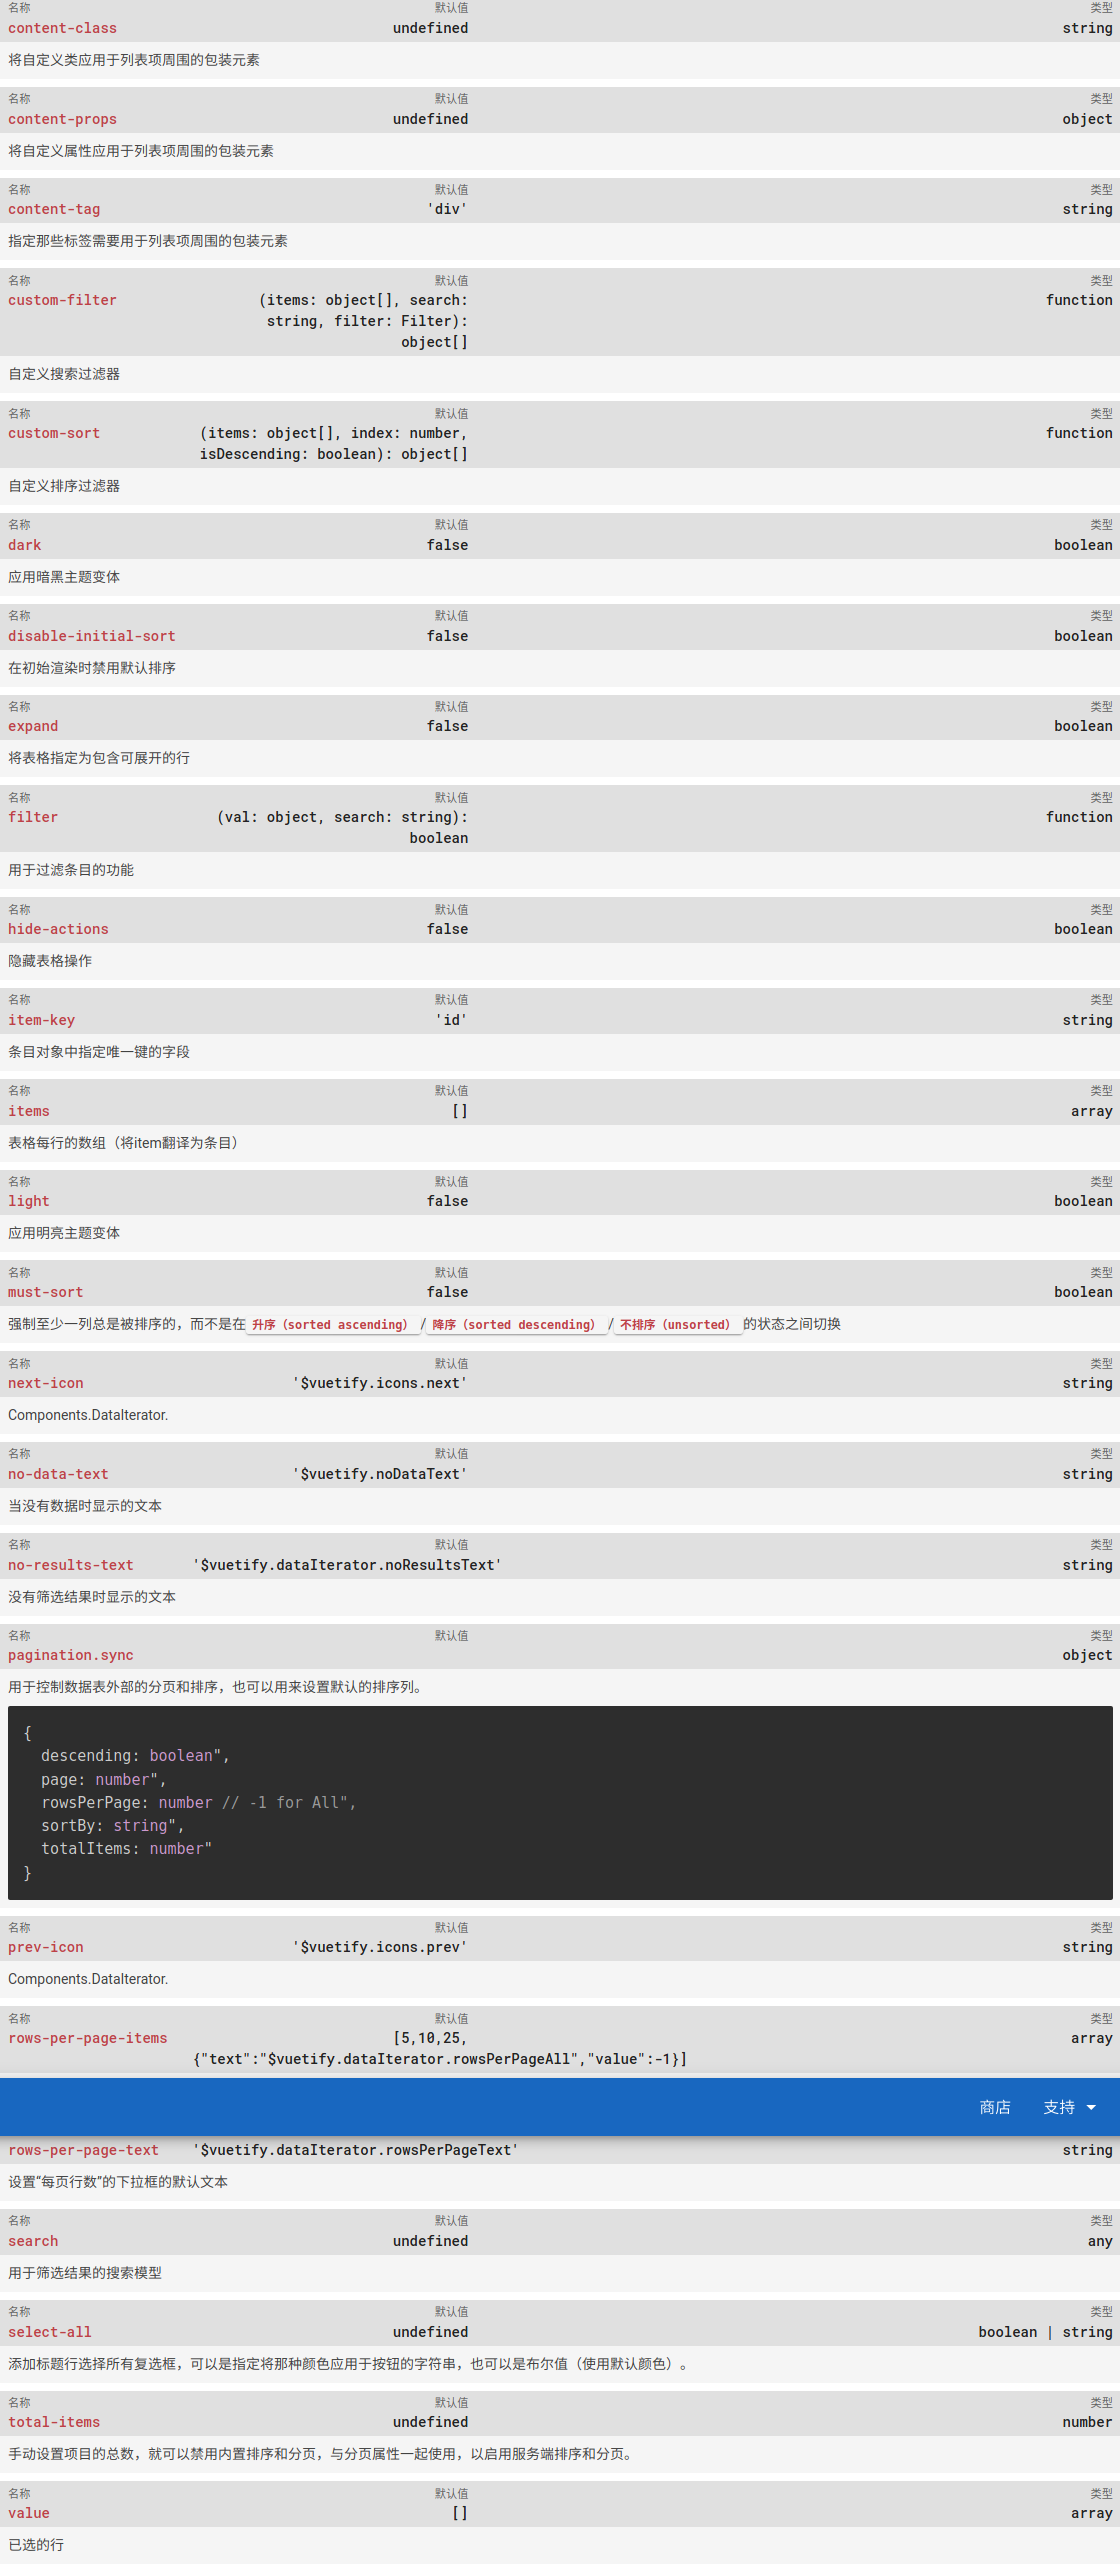 名称 默认值 类型
content-class undefined string
将自定义类应用于列表项周围的包装元素
名称 默认值 类型
content-props undefined object
将自定义属性应用于列表项周围的包装元素
名称 默认值 类型
content-tag 'div' string
指定那些标签需要用于列表项周围的包装元素
名称 默认值 类型
custom-filter (items: object[], search: function
string, filter: Filter):
object[]
自定义搜索过滤器
名称 默认值 类型
custom-sort (items: object[], index: number, function
isDescending: boolean): object[]
自定义排序过滤器
名称 默认值 类型
dark false boolean
应用暗黑主题变体
名称 默认值 类型
disable-initial-sort false boolean
在初始渲染时禁用默认排序
名称 默认值 类型
expand false boolean
将表格指定为包含可展开的行
名称 默认值 类型
filter (val: object, search: string): function
boolean
用于过滤条目的功能
名称 默认值 类型
hide-actions false boolean
隐藏表格操作
名称 默认值 类型
item-key 'id' string
条目对象中指定唯一键的字段
名称 默认值 类型
items [] array
表格每行的数组（将item翻译为条目）
名称 默认值 类型
light false boolean
应用明亮主题变体
名称 默认值 类型
must-sort false boolean
强制至少一列总是被排序的，而不是在 升序（sorted ascending） / 降序（sorted descending） / 不排序（unsorted） 的状态之间切换
名称 默认值 类型
next-icon '$vuetify.icons.next' string
Components.DataIterator.
名称 默认值 类型
no-data-text '$vuetify.noDataText' string
当没有数据时显示的文本
名称 默认值 类型
no-results-text '$vuetify.dataIterator.noResultsText' string
没有筛选结果时显示的文本
名称 默认值 类型
pagination.sync object
用于控制数据表外部的分页和排序，也可以用来设置默认的排序列。
{
descending: boolean",
page: number",
rowsPerPage: number // -1 for All",
sortBy: string",
totalItems: number"
}
名称 默认值 类型
prev-icon '$vuetify.icons.prev' string
Components.DataIterator.
名称 默认值 类型
rows-per-page-items [5,10,25, array
{"text":"$vuetify.dataIterator.rowsPerPageAll","value":-1}]
商店 支持
rows-per-page-text '$vuetify.dataIterator.rowsPerPageText' string
设置“每页行数”的下拉框的默认文本
名称 默认值 类型
search undefined any
用于筛选结果的搜索模型
名称 默认值 类型
select-all undefined boolean | string
添加标题行选择所有复选框，可以是指定将那种颜色应用于按钮的字符串，也可以是布尔值（使用默认颜色）。
名称 默认值 类型
total-items undefined number
手动设置项目的总数，就可以禁用内置排序和分页，与分页属性一起使用，以启用服务端排序和分页。
名称 默认值 类型
value [] array
已选的行